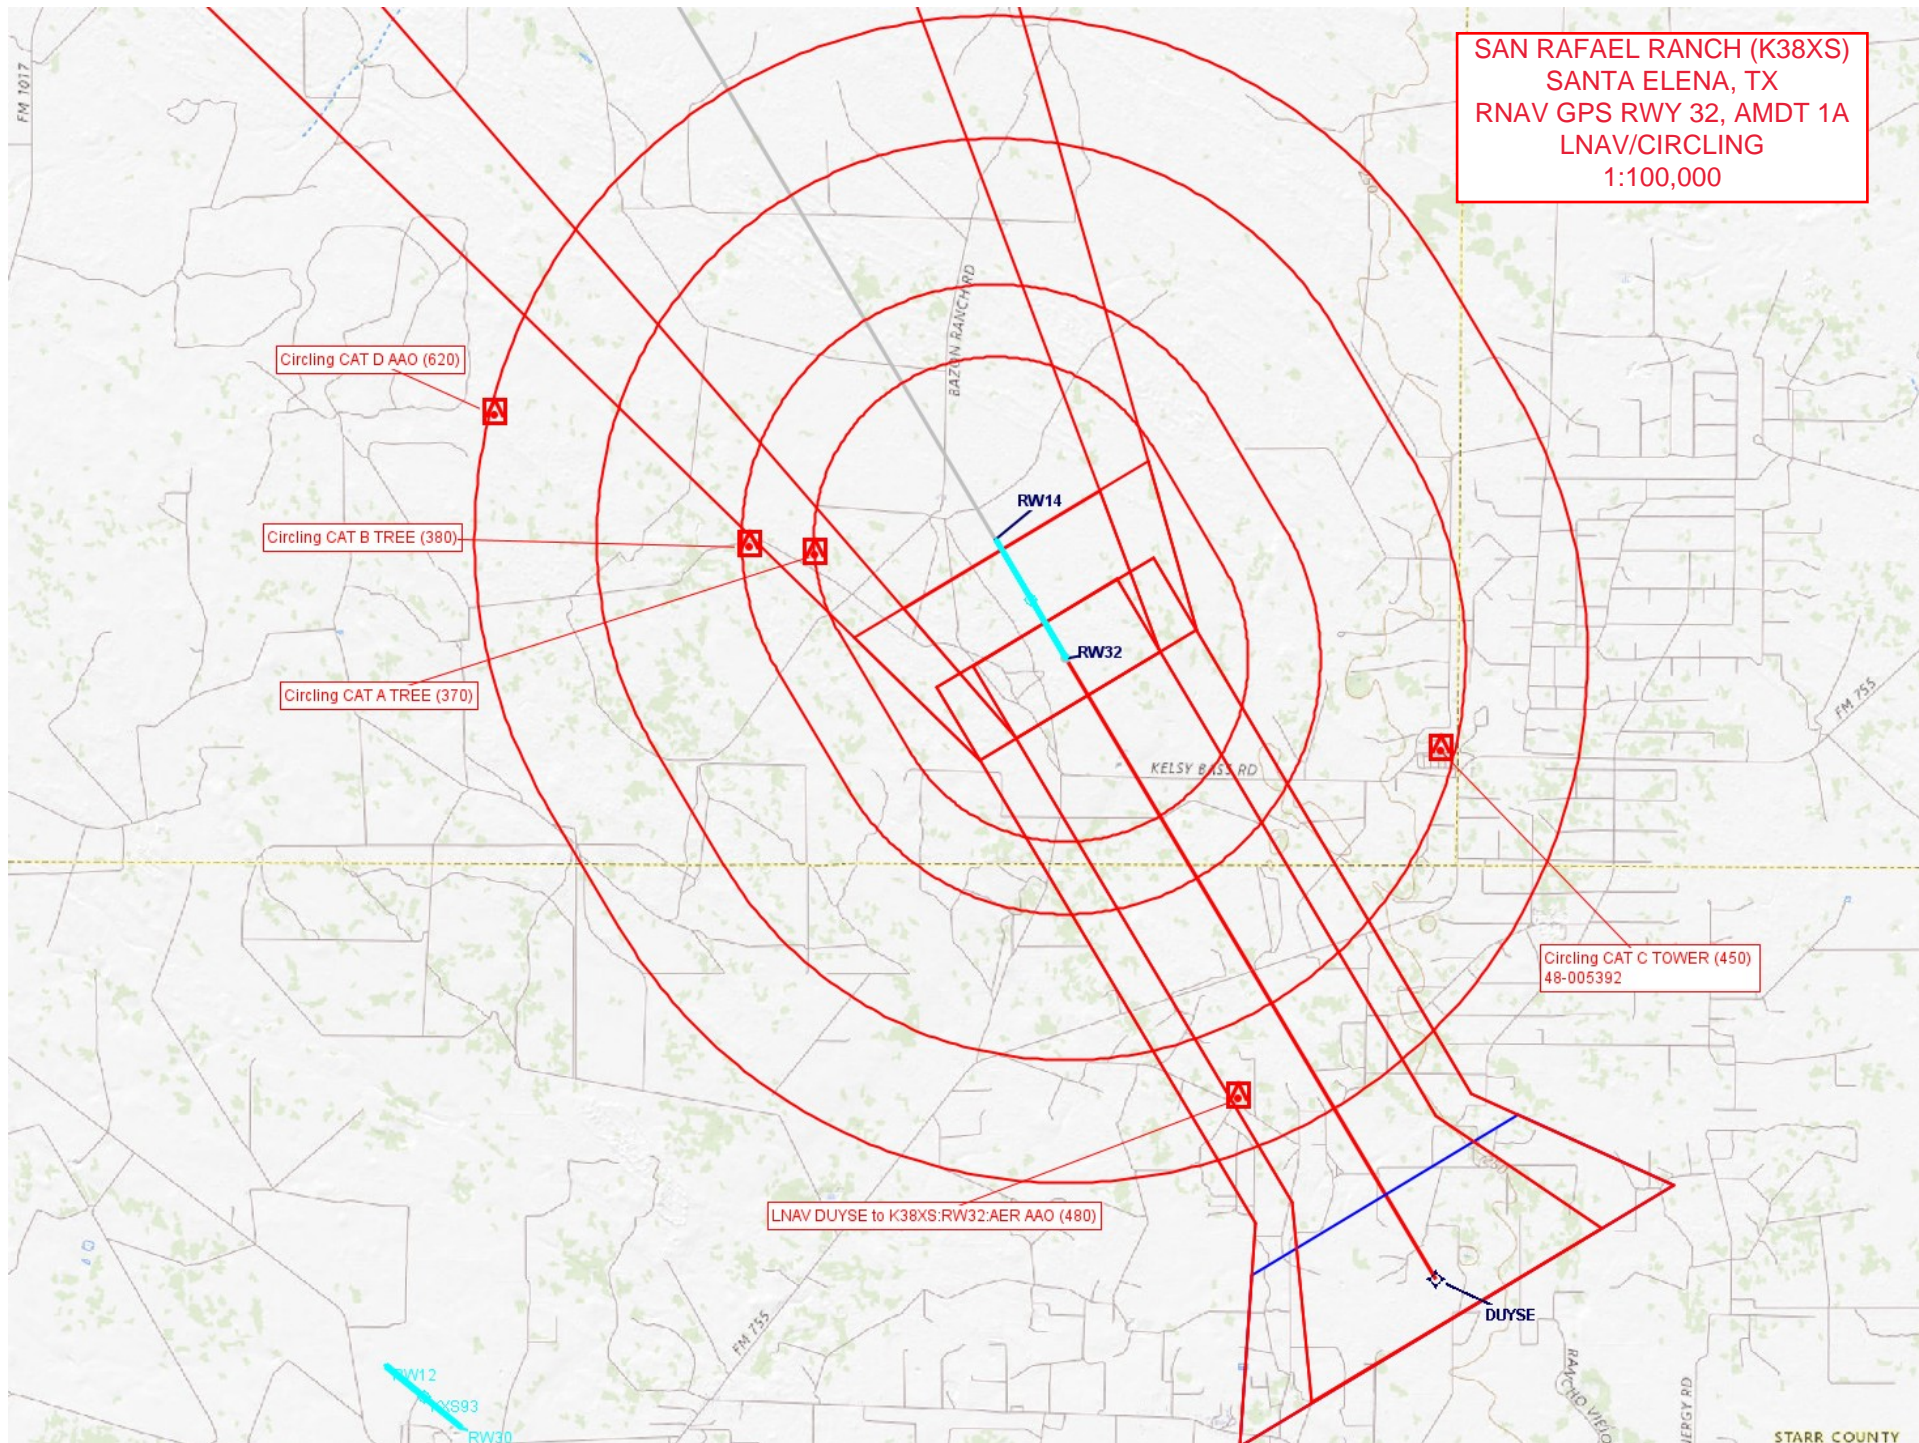 SAN RAFAEL RANCH (K38XS)
SANTA ELENA, TX
RNAV GPS RWY 32, AMDT 1A
LNAV/CIRCLING
1:100,000
FM 1017
250
BAZAN RANCH RD
Circling CAT D AAO (620)
RW14
Circling CAT B TREE (380)
RW32
Circling CAT A TREE (370)
FM 755
KELSY BASS RD
Circling CAT C TOWER (450)
48-005392
250
LNAV DUYSE to K38XS:RW32:AER AAO (480)
DUYSE
FM 755
RW12
XS93
RW30
STARR COUNTY